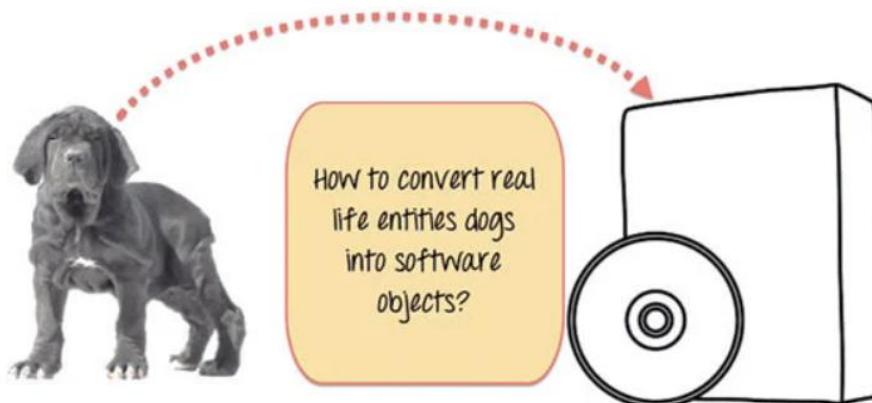 How to convert real
life entities dogs
into software
objects?